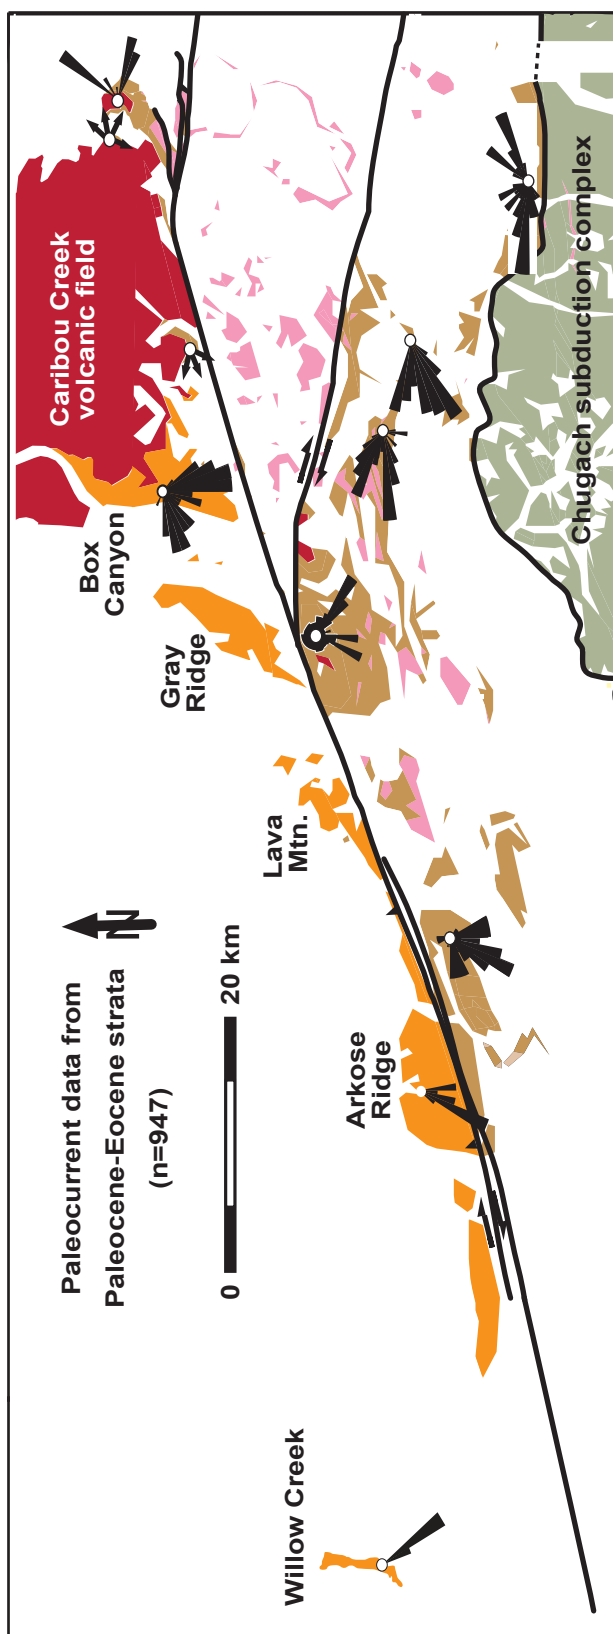 Paleocurrent data from
Paleocene-Eocene strata
(n=947)
N
0
20 km
Willow Creek
Arkose
Ridge
Lava
Mtn.
Gray
Ridge
Box
Canyon
Caribou Creek
volcanic field
Chugach subduction complex